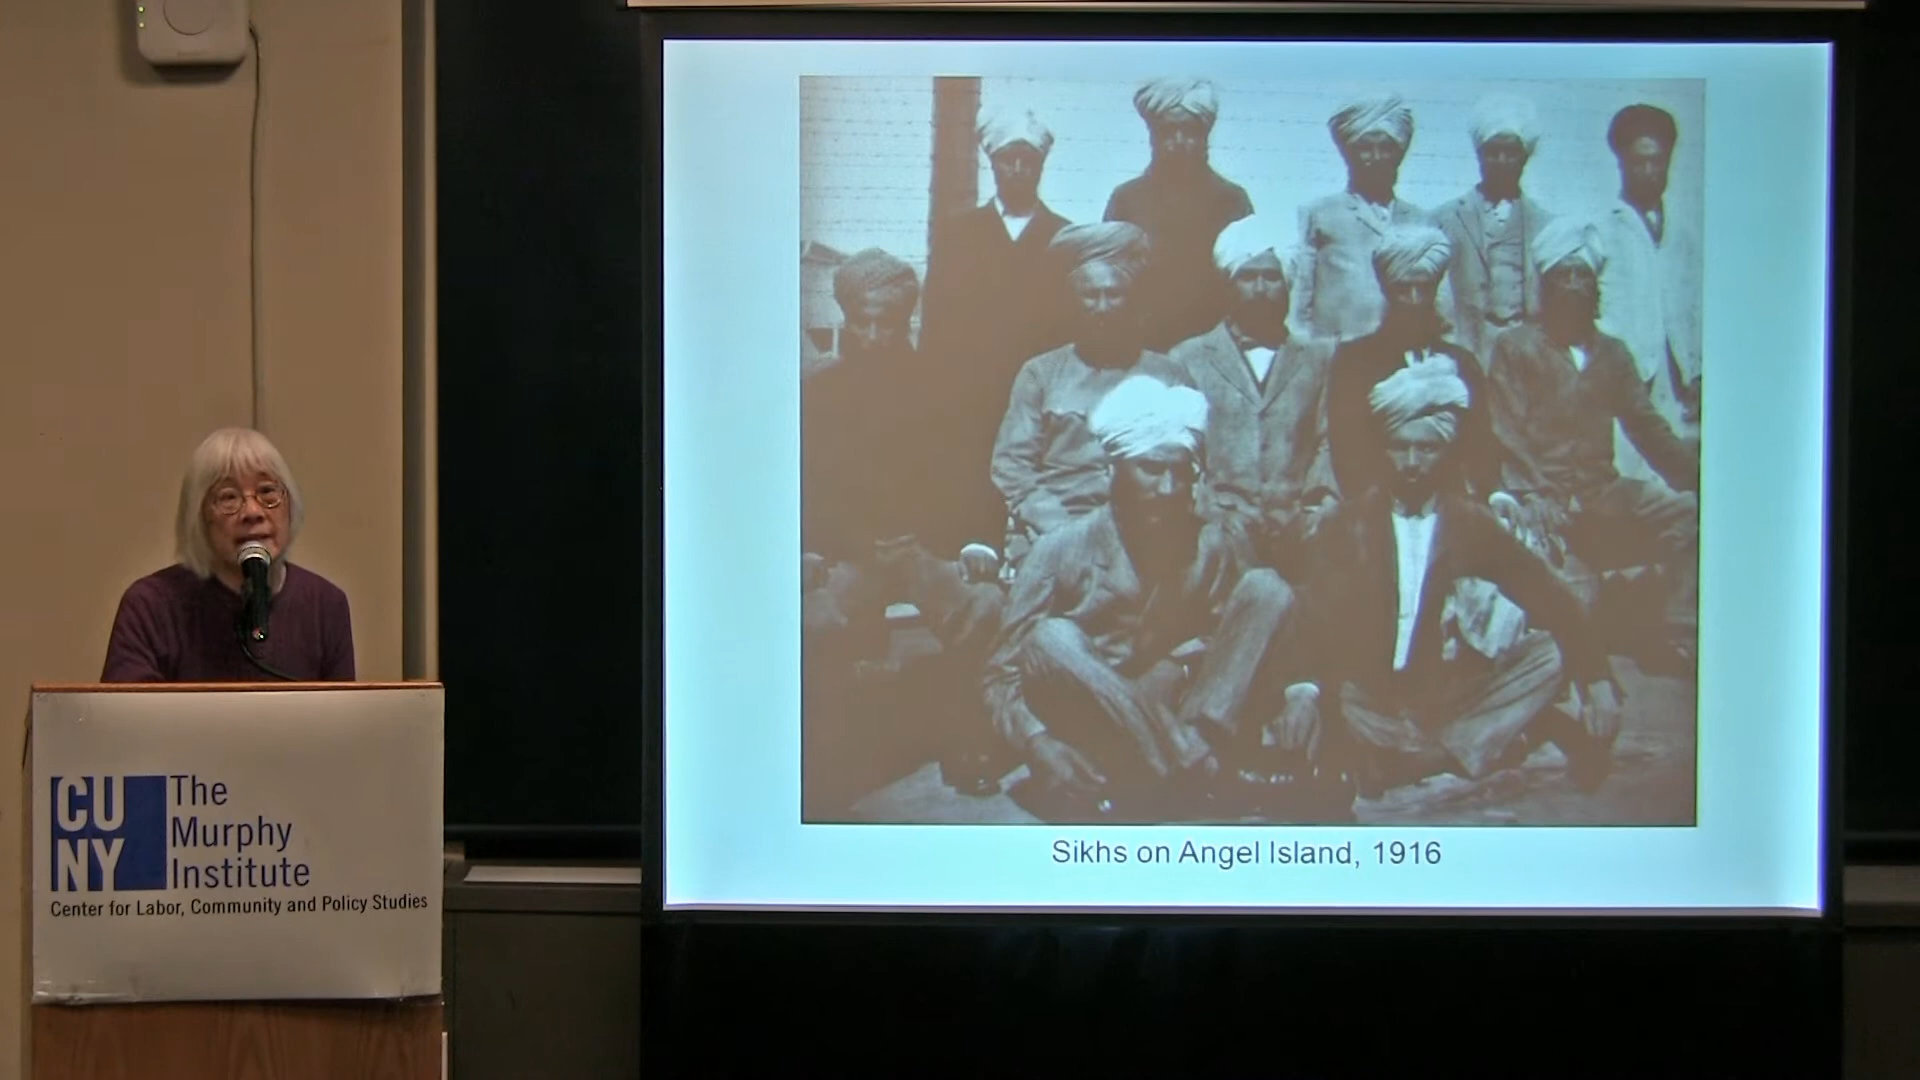 CU
NY
The
Murphy
Institute
Center for Labor, Community and Policy Studies
Sikhs on Angel Island, 1916